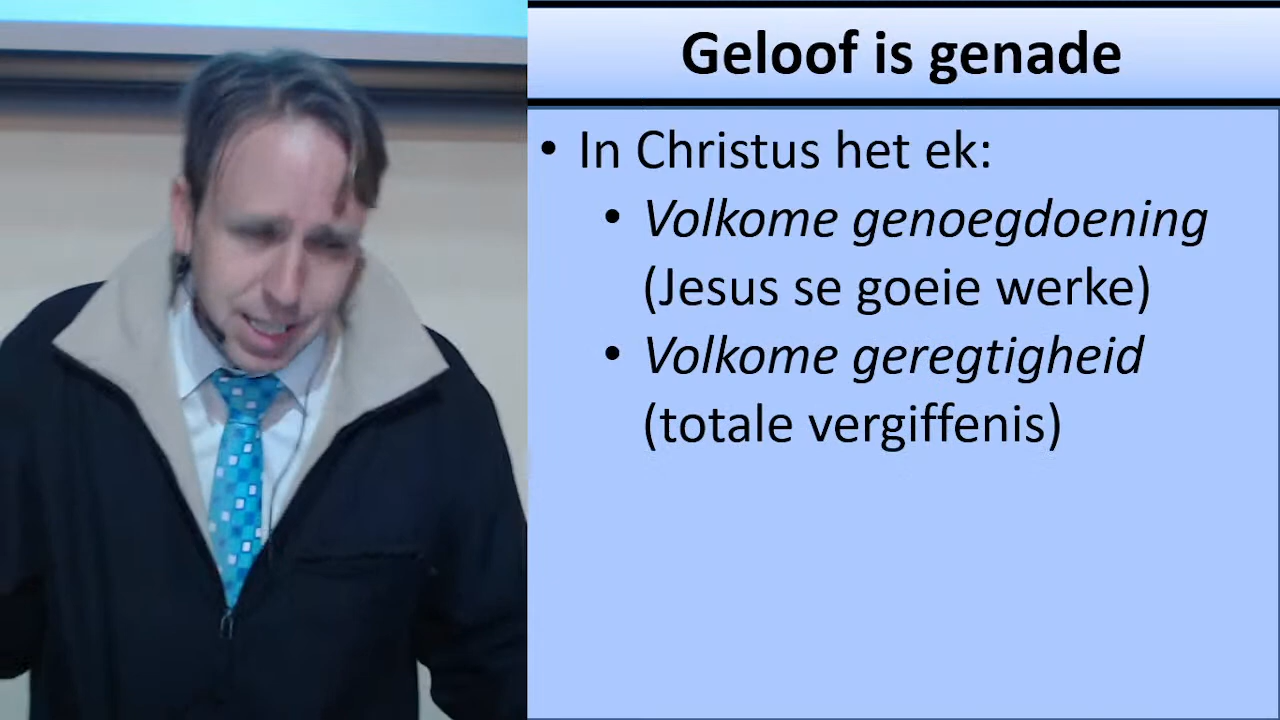 Geloof is genade
• In Christus het ek:
• Volkome genoegdoening
(Jesus se goeie werke)
• Volkome geregtigheid
(totale vergiffenis)